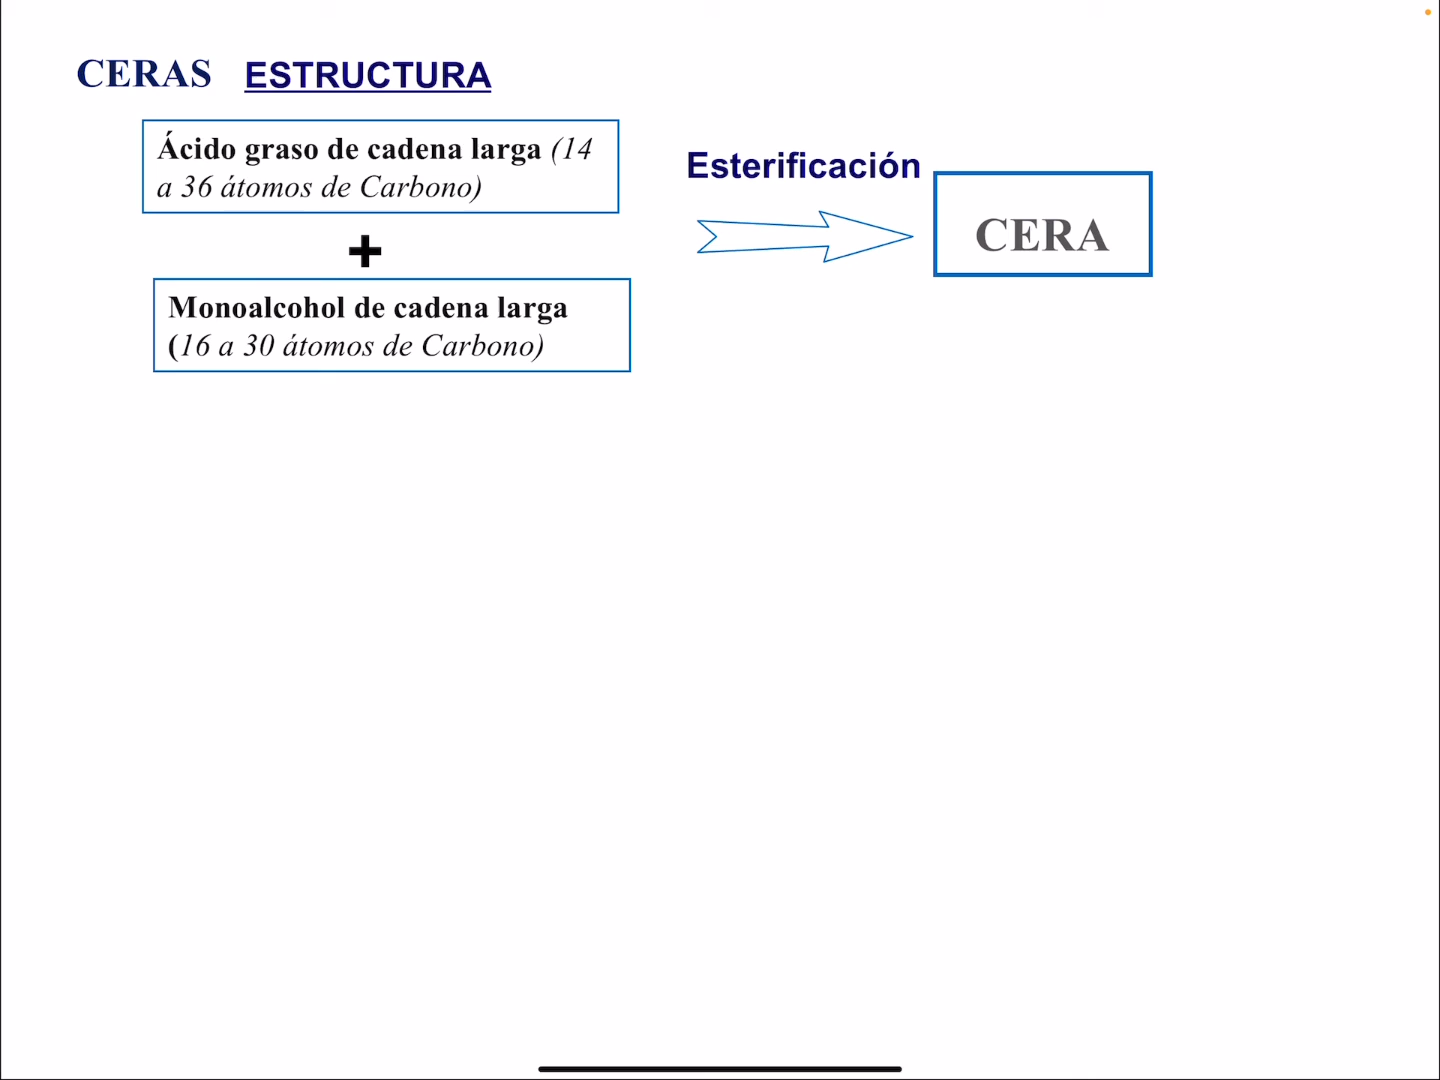 CERAS ESTRUCTURA
Ácido graso de cadena larga (14
a 36 átomos de Carbono)
+
Monoalcohol de cadena larga
(16 a 30 átomos de Carbono)
Esterificación
CERA